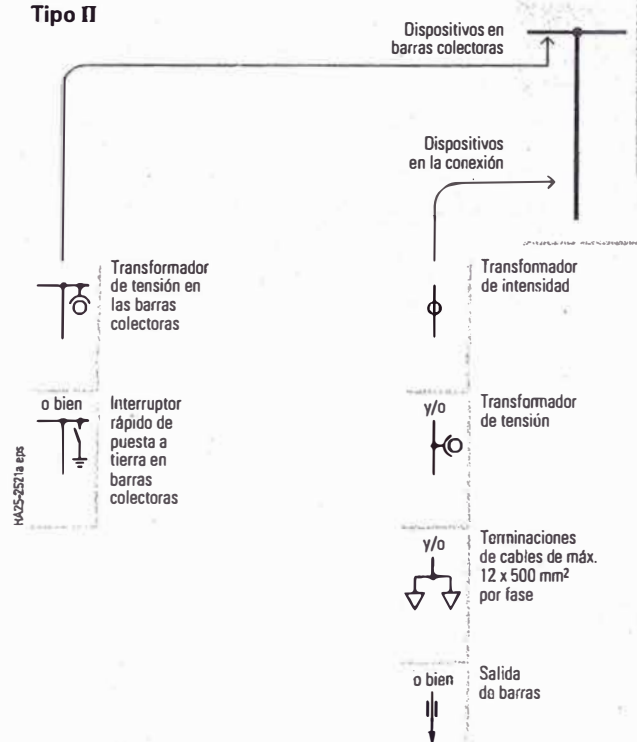 Tipo II
Dispositivos en
barras colectoras
Dispositivos
en la conexión
Transformador
de tensión en
las barras
colectoras
o bien
Interruptor
rápido de
puesta a
tierra en
barras
colectoras
HA25-2521a eps
Transformador
de intensidad
y/o
Transformador
de tensión
y/o
Terminaciones
de cables de máx.
12 x 500 mm²
por fase
o bien
Salida
de barras